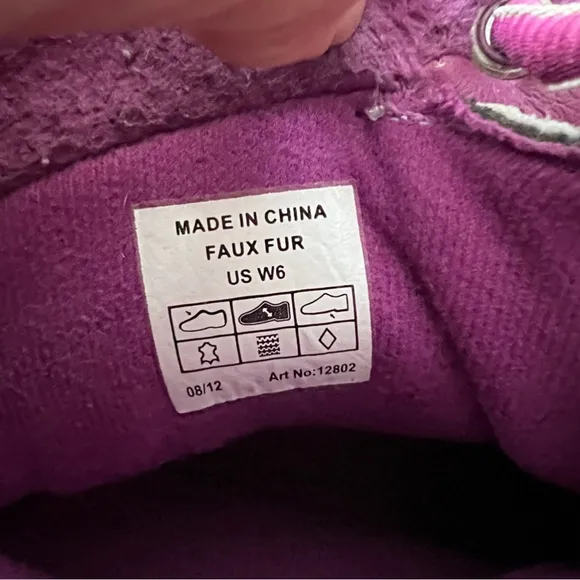 MADE IN CHINA
FAUX FUR
US W6
08/12 Art No:12802